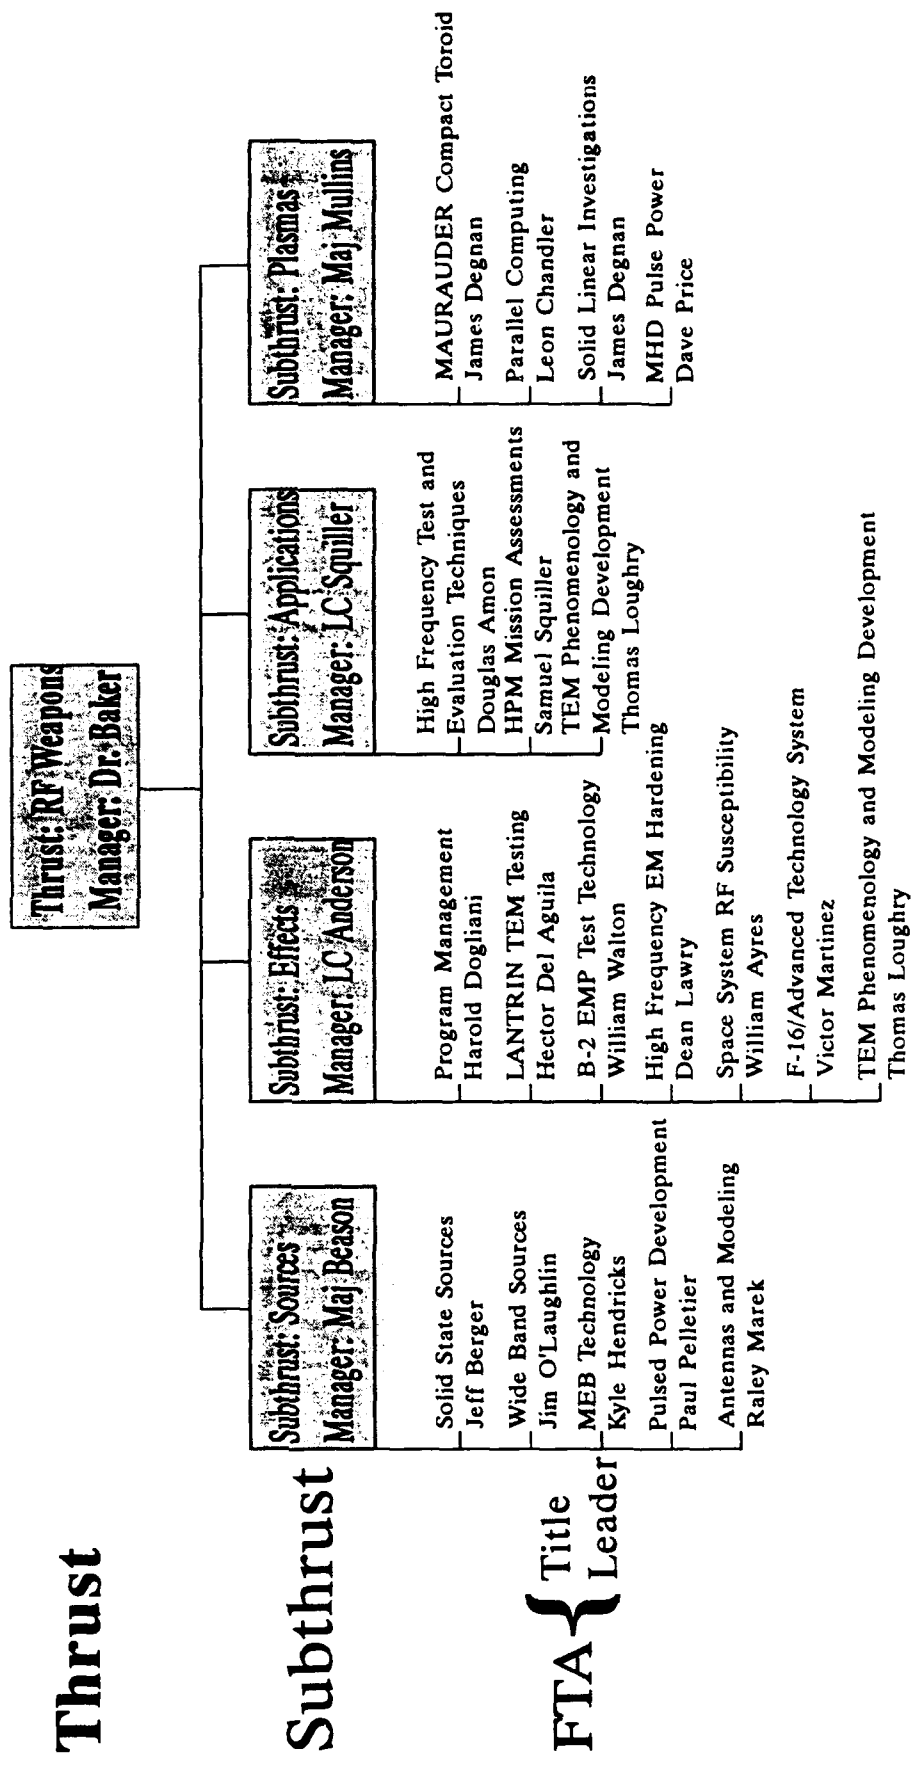 Thrust
Thrust: RF Weapons
Manager: Dr. Baker
Subthrust
Subthrust: Sources
Manager: Maj Beason
Subthrust: Effects
Manager: LC Anderson
Subthrust: Applications
Manager: LC Squiller
Subthrust: Plasmas
Manager: Maj Mullins
FTA { Title
Leader
Solid State Sources
Jeff Berger
Wide Band Sources
Jim O'Laughlin
MEB Technology
Kyle Hendricks
Pulsed Power Development
Paul Pelletier
Antennas and Modeling
Raley Marek
Program Management
Harold Dogliani
LANTRIN TEM Testing
Hector Del Aguila
B-2 EMP Test Technology
William Walton
High Frequency EM Hardening
Dean Lawry
Space System RF Susceptibility
William Ayres
F-16/Advanced Technology System
Victor Martinez
TEM Phenomenology and Modeling Development
Thomas Loughry
High Frequency Test and
Evaluation Techniques
Douglas Amon
HPM Mission Assessments
Samuel Squiller
TEM Phenomenology and
Modeling Development
Thomas Loughry
MAURAUDER Compact Toroid
James Degnan
Parallel Computing
Leon Chandler
Solid Linear Investigations
James Degnan
MHD Pulse Power
Dave Price